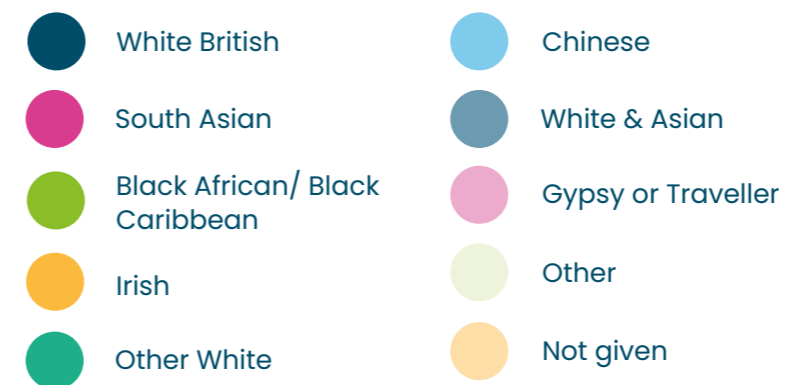 White British
South Asian
Black African/ Black
Caribbean
Irish
Other White
Chinese
White & Asian
Gypsy or Traveller
Other
Not given